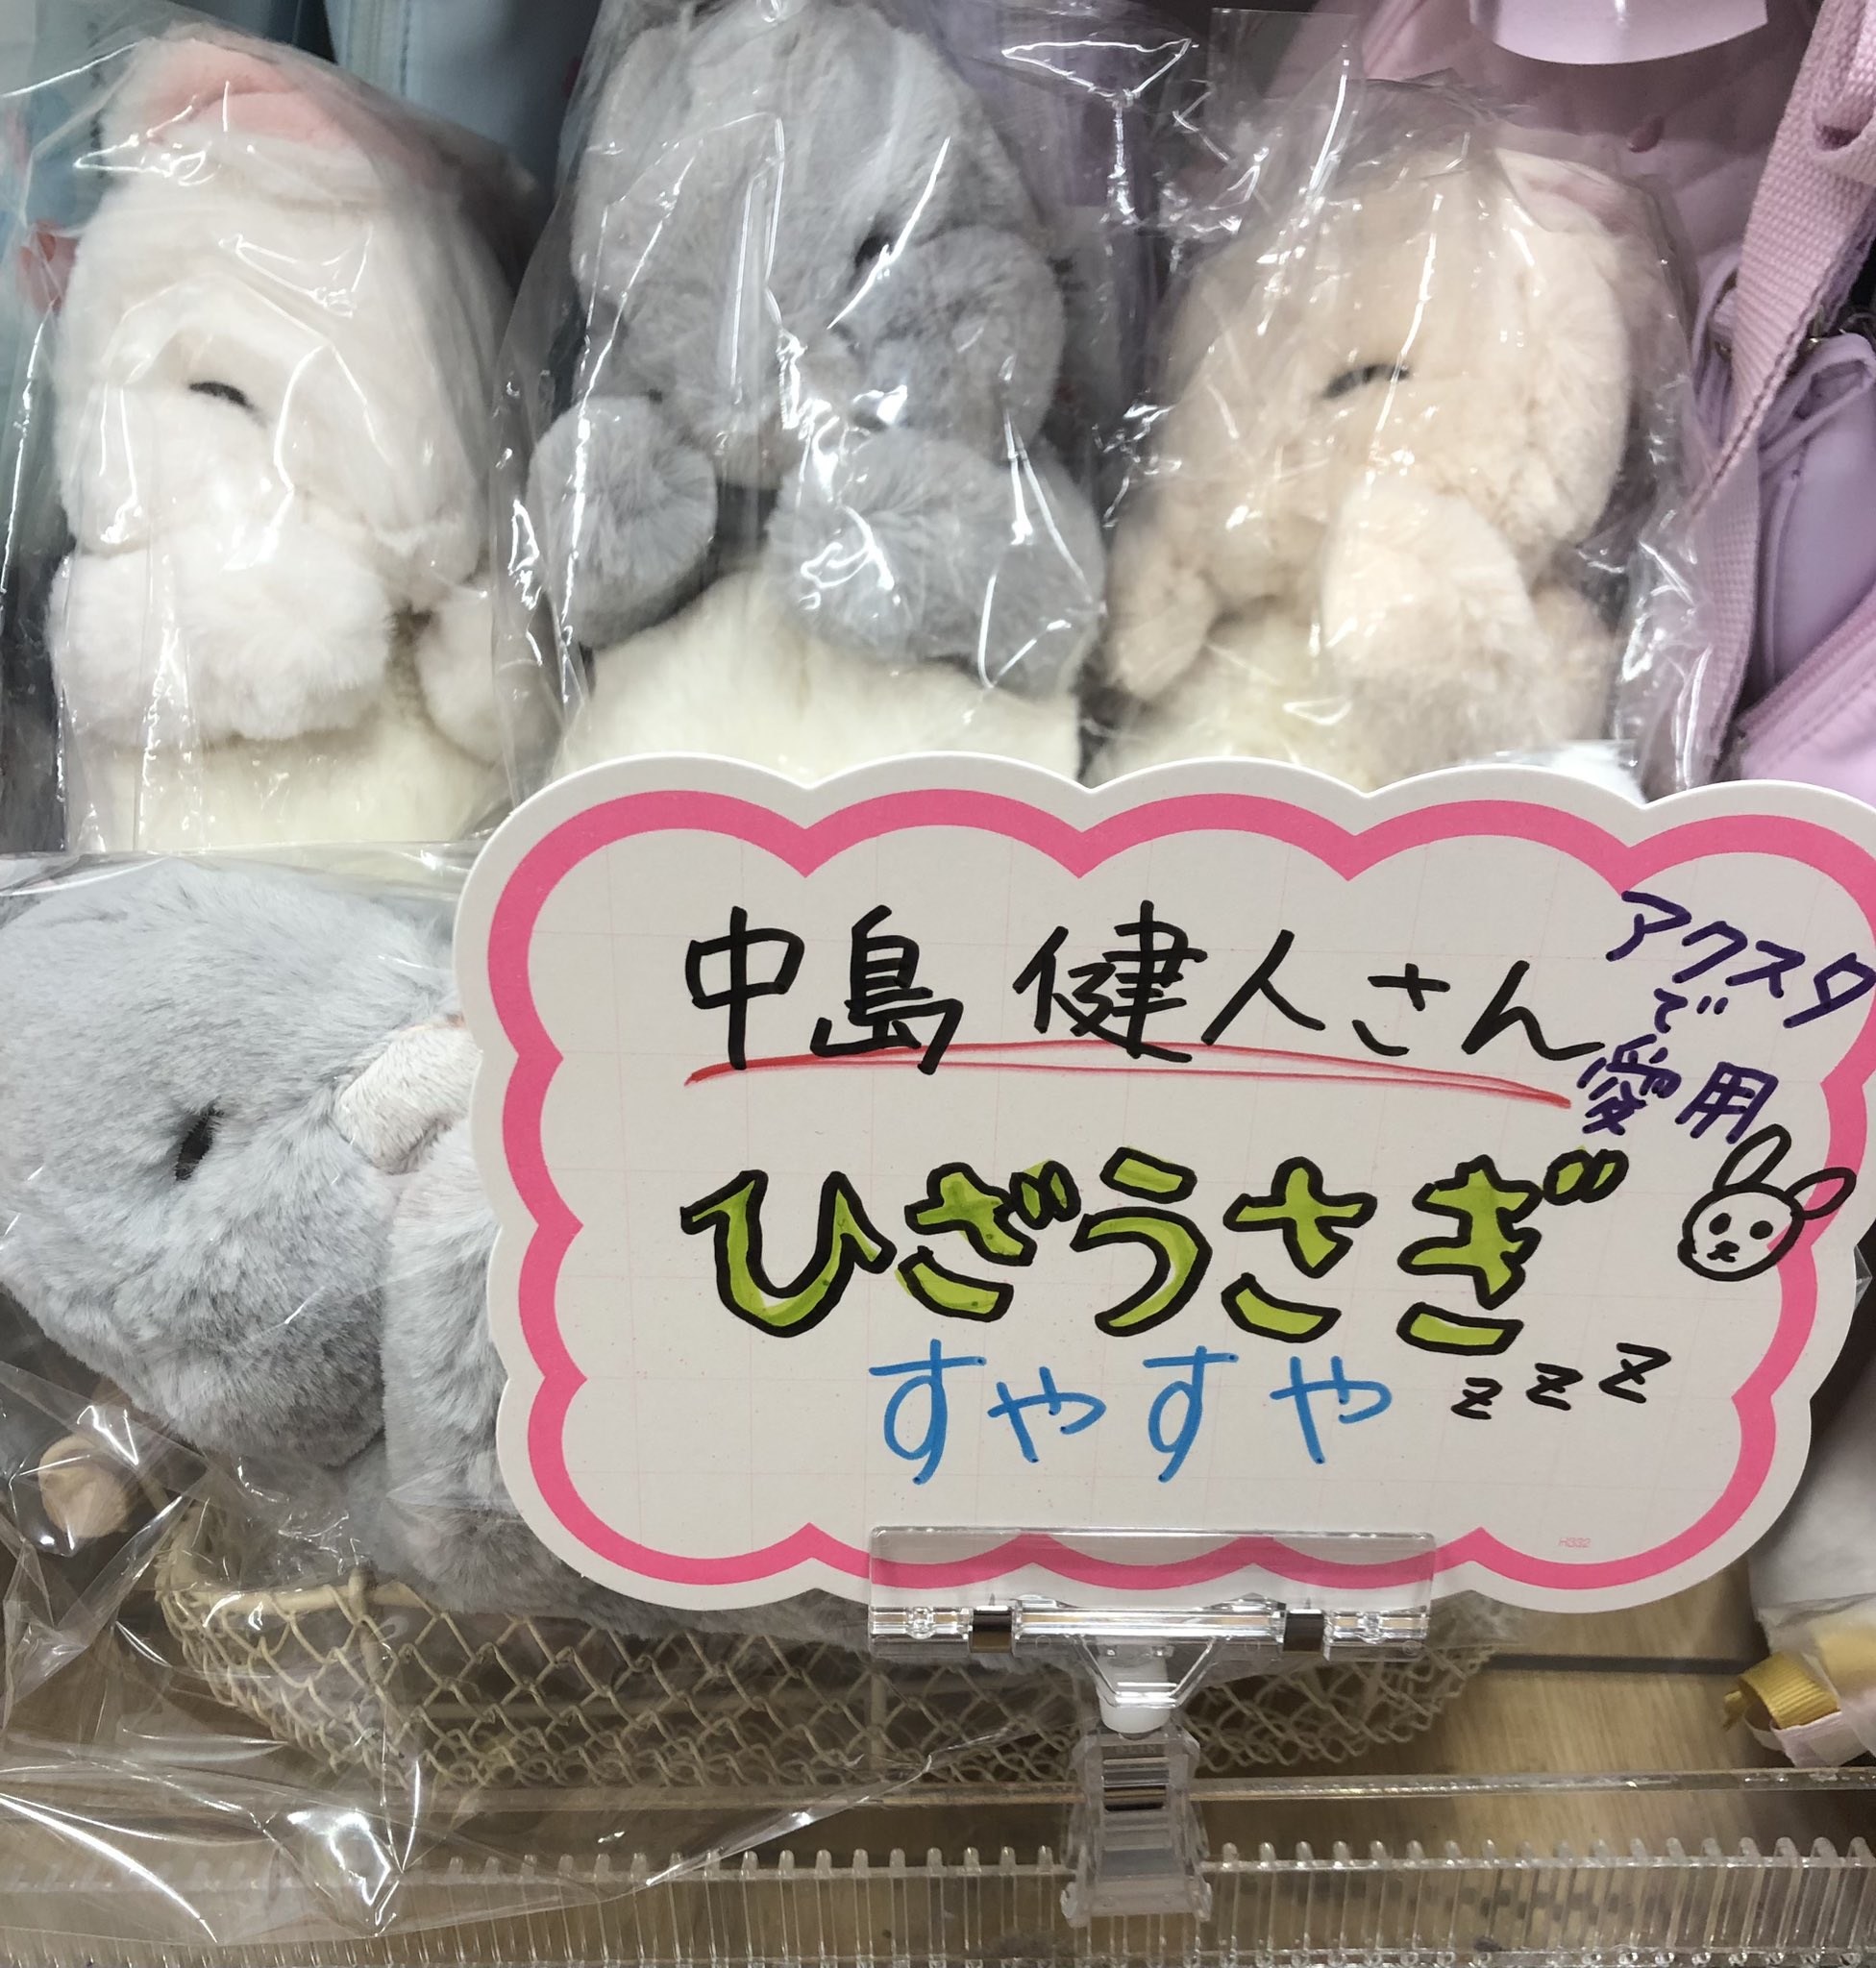 中島 健人さん
アクスタ
で
愛用
ひざうさぎ
すやすや zzz
H332